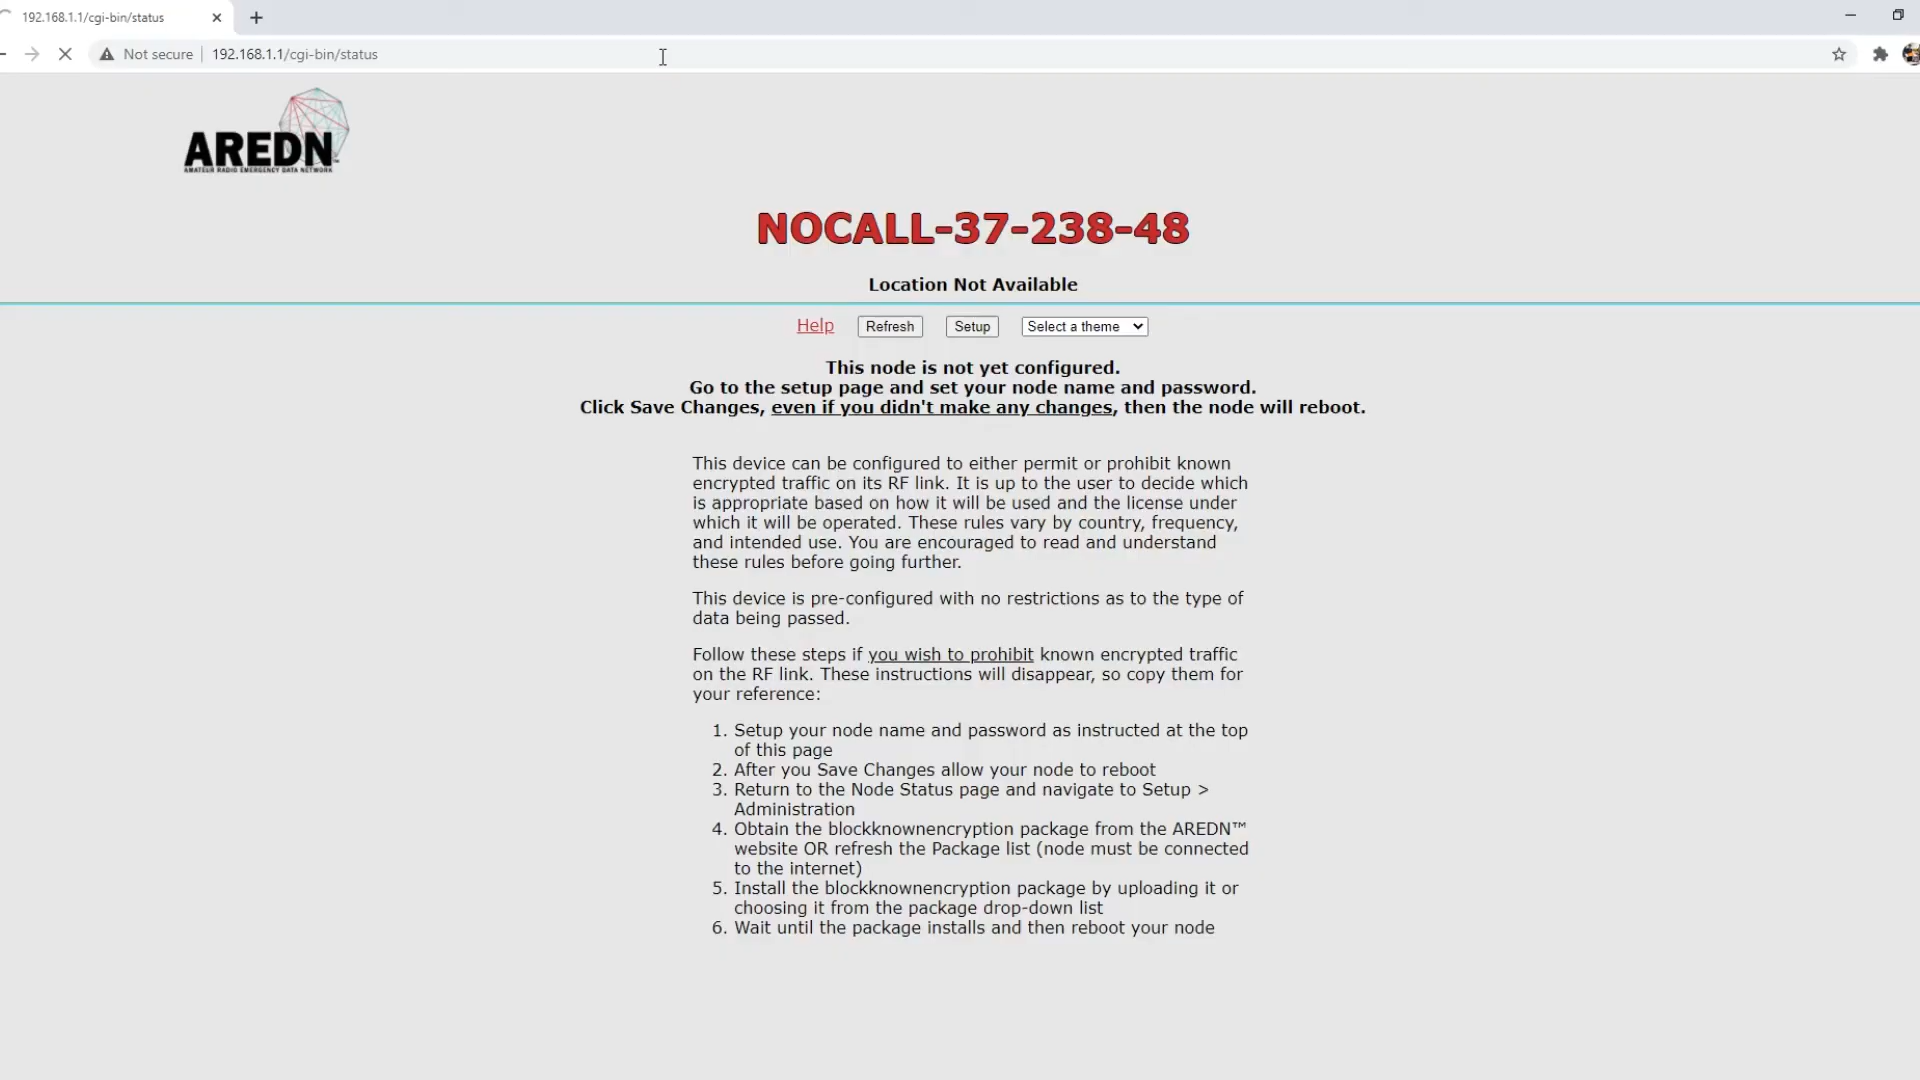 192.168.1.1/cgi-bin/status
Not secure | 192.168.1.1/cgi-bin/status
AREDN™
AMATEUR RADIO EMERGENCY DATA NETWORK
NOCALL-37-238-48
Location Not Available
Help Refresh Setup Select a theme
This node is not yet configured.
Go to the setup page and set your node name and password.
Click Save Changes, even if you didn't make any changes, then the node will reboot.
This device can be configured to either permit or prohibit known
encrypted traffic on its RF link. It is up to the user to decide which
is appropriate based on how it will be used and the license under
which it will be operated. These rules vary by country, frequency,
and intended use. You are encouraged to read and understand
these rules before going further.
This device is pre-configured with no restrictions as to the type of
data being passed.
Follow these steps if you wish to prohibit known encrypted traffic
on the RF link. These instructions will disappear, so copy them for
your reference:
1. Setup your node name and password as instructed at the top
of this page
2. After you Save Changes allow your node to reboot
3. Return to the Node Status page and navigate to Setup >
Administration
4. Obtain the blockknownencryption package from the AREDN™
website OR refresh the Package list (node must be connected
to the internet)
5. Install the blockknownencryption package by uploading it or
choosing it from the package drop-down list
6. Wait until the package installs and then reboot your node